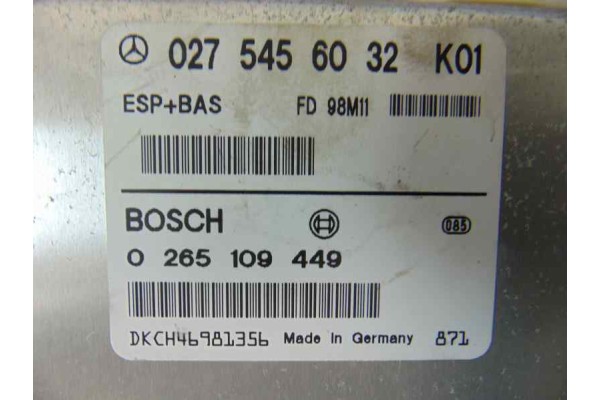 027 545 60 32 K01
ESP+BAS FD 98M11
BOSCH 085
0 265 109 449
DKCH46981356 Made In Germany 871